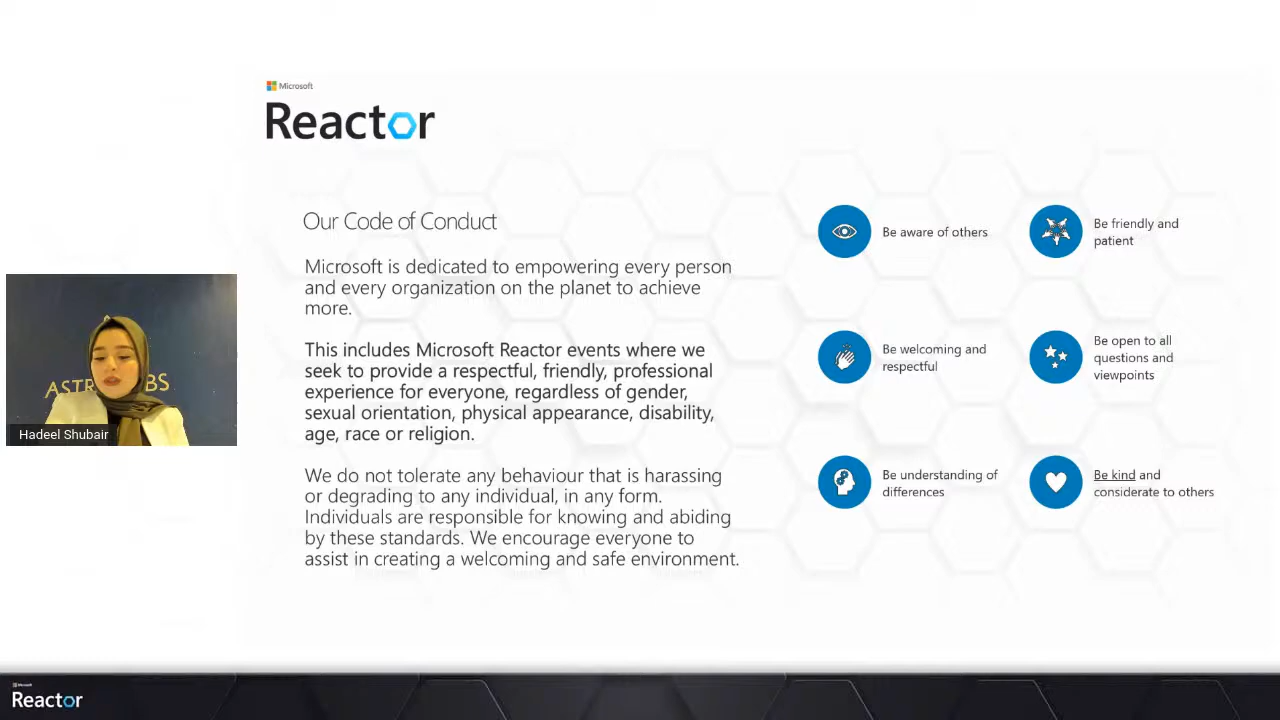 Microsoft
Reactor
Our Code of Conduct
Microsoft is dedicated to empowering every person
and every organization on the planet to achieve
more.
This includes Microsoft Reactor events where we
seek to provide a respectful, friendly, professional
experience for everyone, regardless of gender,
sexual orientation, physical appearance, disability,
age, race or religion.
We do not tolerate any behaviour that is harassing
or degrading to any individual, in any form.
Individuals are responsible for knowing and abiding
by these standards. We encourage everyone to
assist in creating a welcoming and safe environment.
Be aware of others
Be friendly and
patient
Be welcoming and
respectful
Be open to all
questions and
viewpoints
Be understanding of
differences
Be kind and
considerate to others
Hadeel Shubair
Microsoft
Reactor